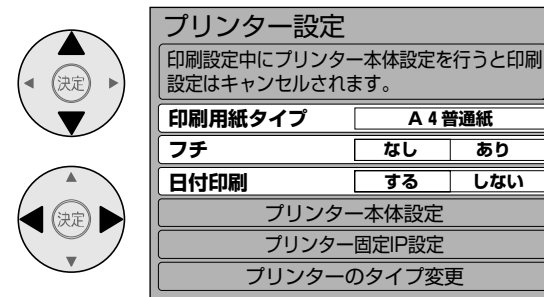 決定
決定
プリンター設定
印刷設定中にプリンター本体設定を行うと印刷
設定はキャンセルされます。
印刷用紙タイプ A4普通紙
フチ なし あり
日付印刷 する しない
プリンター本体設定
プリンター固定IP設定
プリンターのタイプ変更